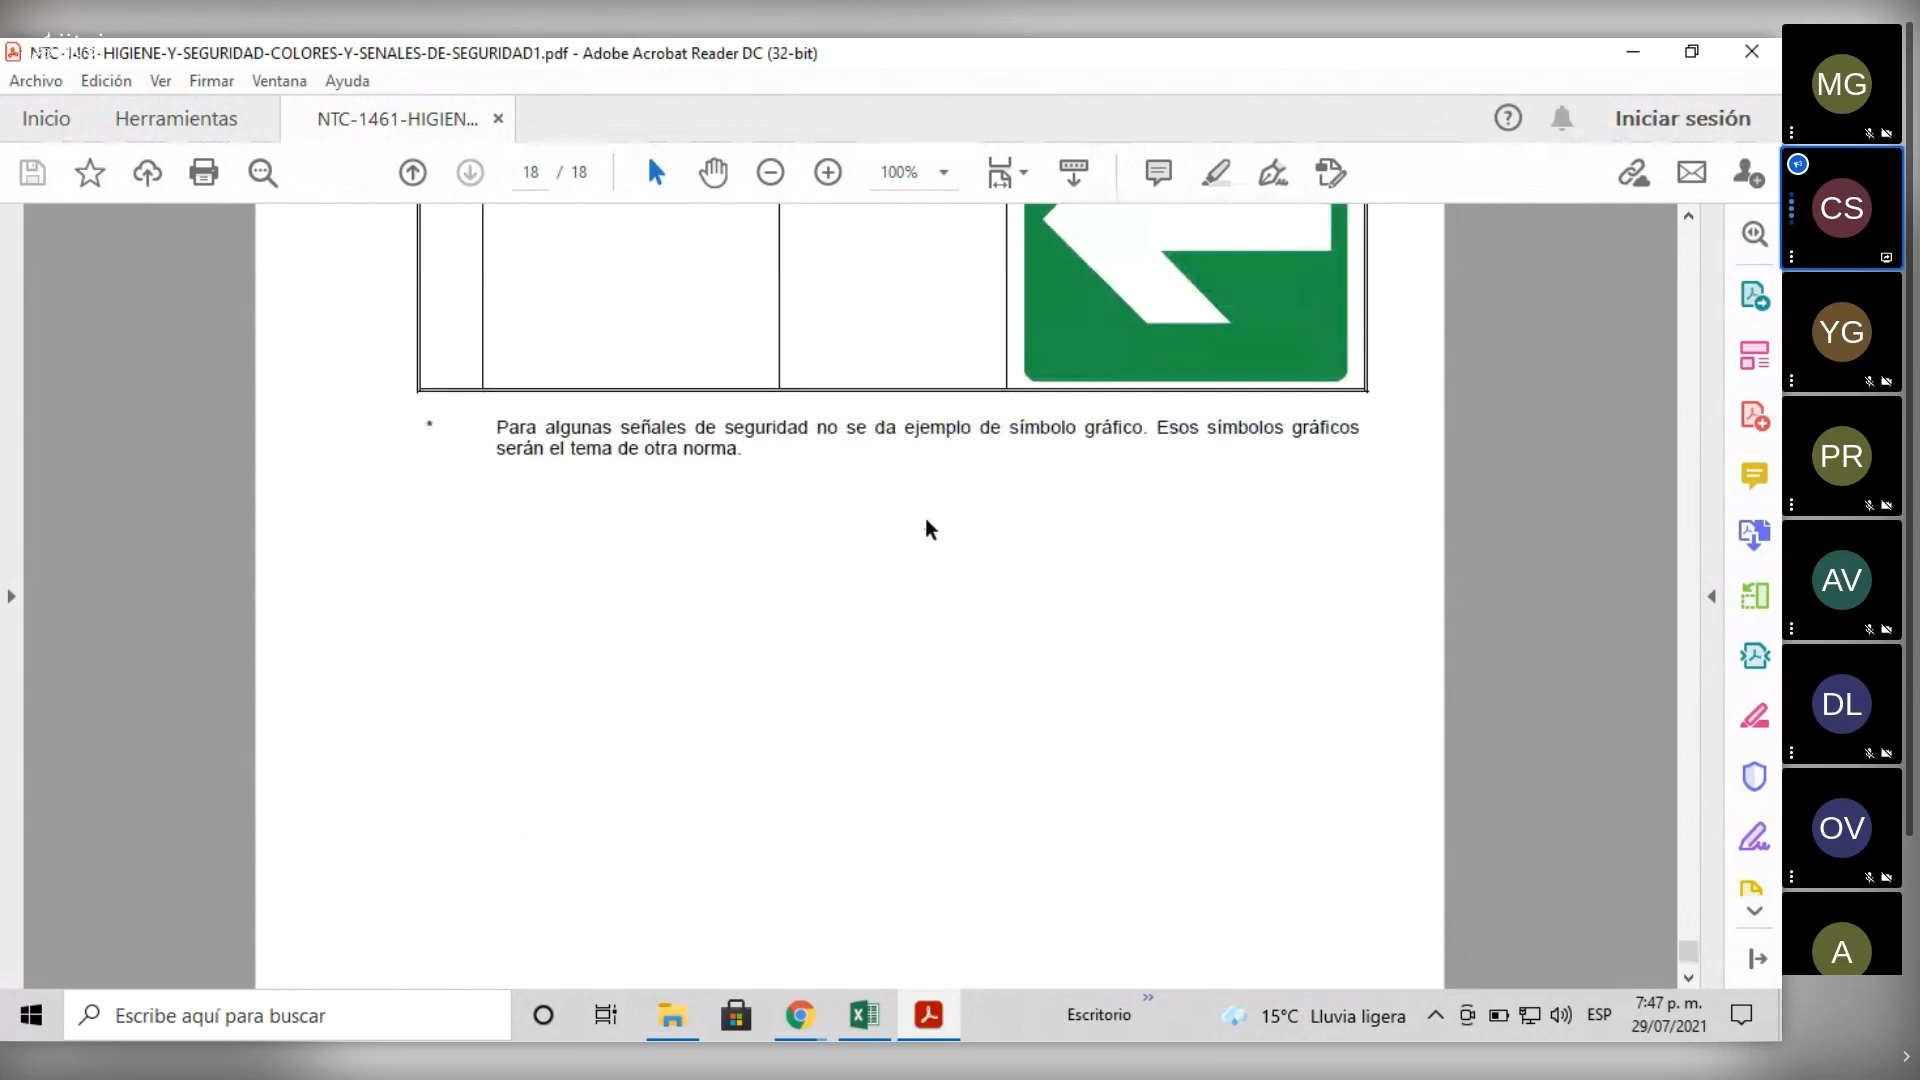 NTC-1461-HIGIENE-Y-SEGURIDAD-COLORES-Y-SENALES-DE-SEGURIDAD1.pdf - Adobe Acrobat Reader DC (32-bit)
Archivo Edición Ver Firmar Ventana Ayuda
Inicio Herramientas NTC-1461-HIGIEN... Iniciar sesión
18 / 18 100%
* Para algunas señales de seguridad no se da ejemplo de símbolo gráfico. Esos símbolos gráficos
serán el tema de otra norma.
MG
CS
YG
PR
AV
DL
OV
A
Escribe aquí para buscar
Escritorio
15°C Lluvia ligera
ESP
7:47 p. m.
29/07/2021